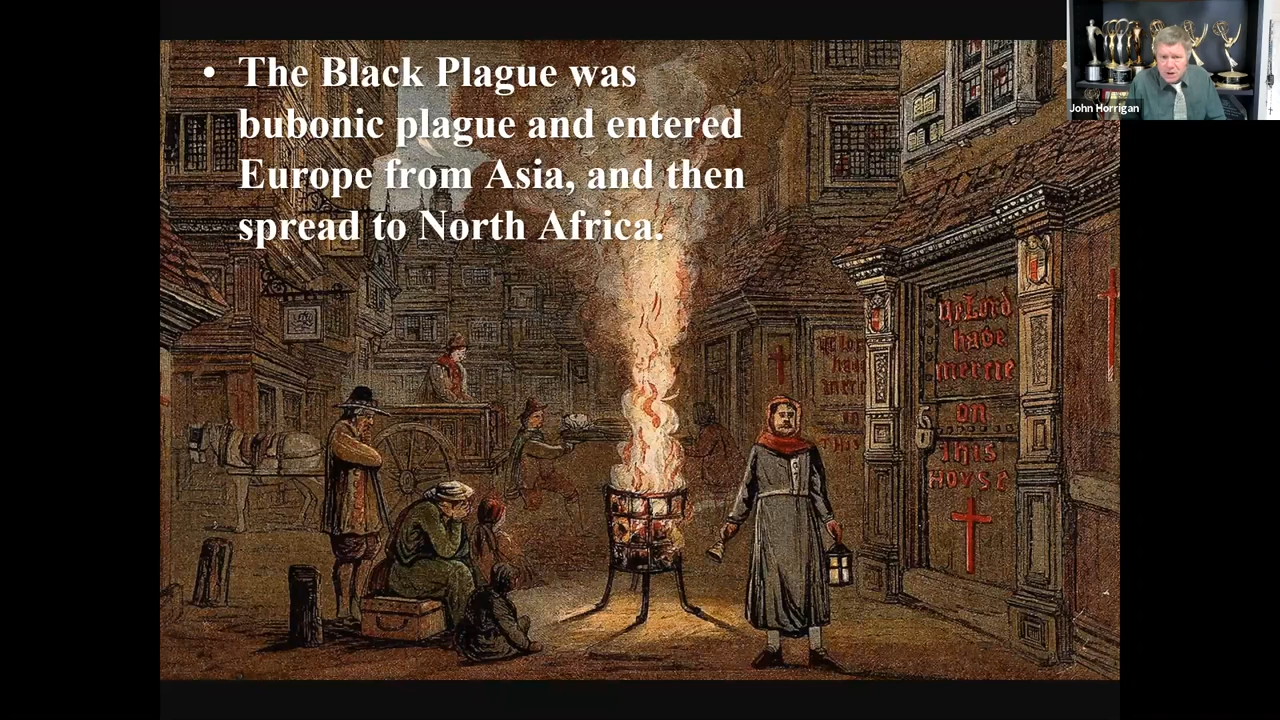 • The Black Plague was
bubonic plague and entered
Europe from Asia, and then
spread to North Africa.
John Horrigan
Ye Lord
have
mercie
on
This
HOVSE